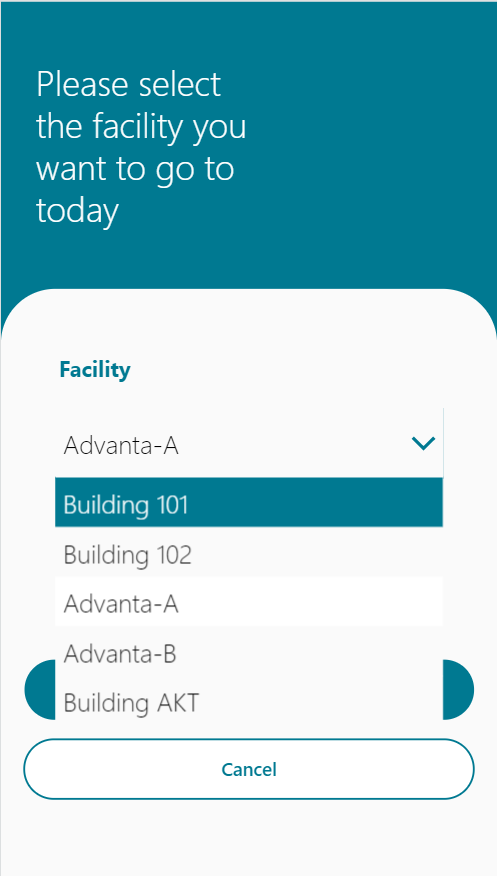 Please select
the facility you
want to go to
today
Facility
Advanta-A
Building 101
Building 102
Advanta-A
Advanta-B
Building AKT
Cancel